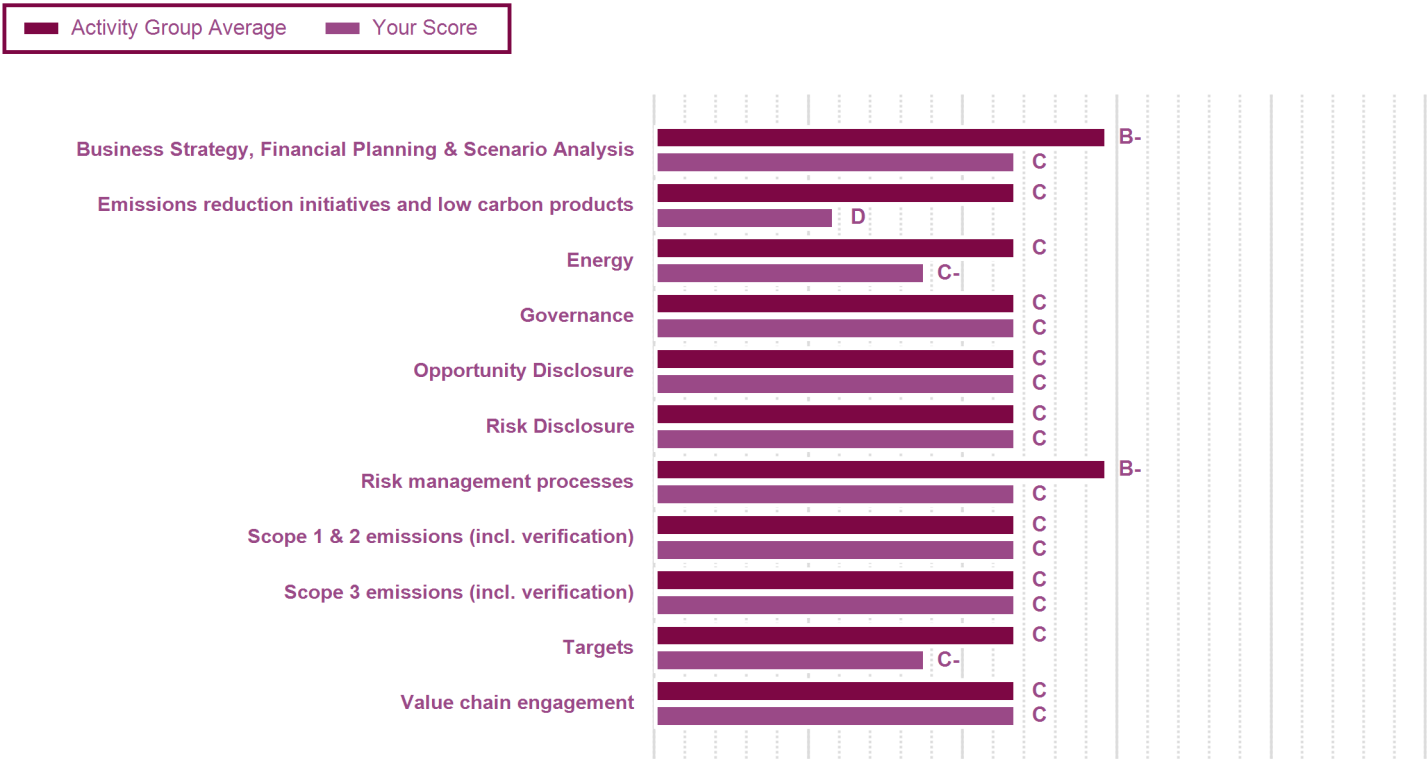 Activity Group Average Your Score
Business Strategy, Financial Planning & Scenario Analysis
B-
C
Emissions reduction initiatives and low carbon products
C
D
Energy
C
C-
Governance
C
C
Opportunity Disclosure
C
C
Risk Disclosure
C
C
Risk management processes
B-
C
Scope 1 & 2 emissions (incl. verification)
C
C
Scope 3 emissions (incl. verification)
C
C
Targets
C
C-
Value chain engagement
C
C